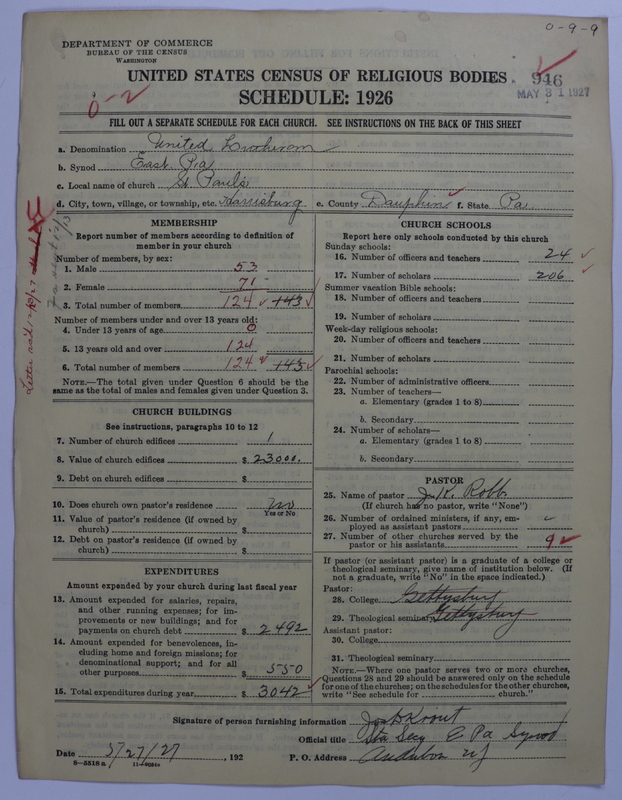 0-9-9
DEPARTMENT OF COMMERCE
BUREAU OF THE CENSUS
WASHINGTON
UNITED STATES CENSUS OF RELIGIOUS BODIES
946
MAY 31 1927
SCHEDULE: 1926
0-2
FILL OUT A SEPARATE SCHEDULE FOR EACH CHURCH. SEE INSTRUCTIONS ON THE BACK OF THIS SHEET
a. Denomination United Lutheran
b. Synod East Pa
c. Local name of church St. Paul's
d. City, town, village, or township, etc. Harrisburg e. County Dauphin f. State Pa
MEMBERSHIP
Report number of members according to definition of
member in your church
Number of members, by sex:
1. Male 53
2. Female 71
3. Total number of members 124 143
Number of members under and over 13 years old:
4. Under 13 years of age 0
5. 13 years old and over 124
6. Total number of members 124 143
NOTE.—The total given under Question 6 should be the
same as the total of males and females given under Question 3.
CHURCH BUILDINGS
See instructions, paragraphs 10 to 12
7. Number of church edifices 1
8. Value of church edifices $ 23000.
9. Debt on church edifices $
10. Does church own pastor's residence No
Yes or No
11. Value of pastor's residence (if owned by
church) $
12. Debt on pastor's residence (if owned by
church) $
EXPENDITURES
Amount expended by your church during last fiscal year
13. Amount expended for salaries, repairs,
and other running expenses; for im-
provements or new buildings; and for
payments on church debt $ 2492
14. Amount expended for benevolences, in-
cluding home and foreign missions; for
denominational support; and for all
other purposes $ 550
15. Total expenditures during year $ 3042
CHURCH SCHOOLS
Report here only schools conducted by this church
Sunday schools:
16. Number of officers and teachers 24
17. Number of scholars 206
Summer vacation Bible schools:
18. Number of officers and teachers
19. Number of scholars
Week-day religious schools:
20. Number of officers and teachers
21. Number of scholars
Parochial schools:
22. Number of administrative officers
23. Number of teachers—
a. Elementary (grades 1 to 8)
b. Secondary
24. Number of scholars—
a. Elementary (grades 1 to 8)
b. Secondary
PASTOR
25. Name of pastor Robb
(If church has no pastor, write "None")
26. Number of ordained ministers, if any, em-
ployed as assistant pastors
27. Number of other churches served by the
pastor or his assistants
If pastor (or assistant pastor) is a graduate of a college or
theological seminary, give name of institution below. (If
not a graduate, write "No" in the space indicated.)
Pastor:
28. College Gettysburg
29. Theological seminary Gettysburg
Assistant pastor:
30. College
31. Theological seminary
NOTE.—Where one pastor serves two or more churches,
Questions 28 and 29 should be answered only on the schedule
for one of the churches; on the schedules for the other churches,
write "See schedule for church."
Signature of person furnishing information Jos D Krout
Official title Sta Secy E Pa Synod
Date 5/27/27, 192 P. O. Address Audubon NJ
8—5518 a